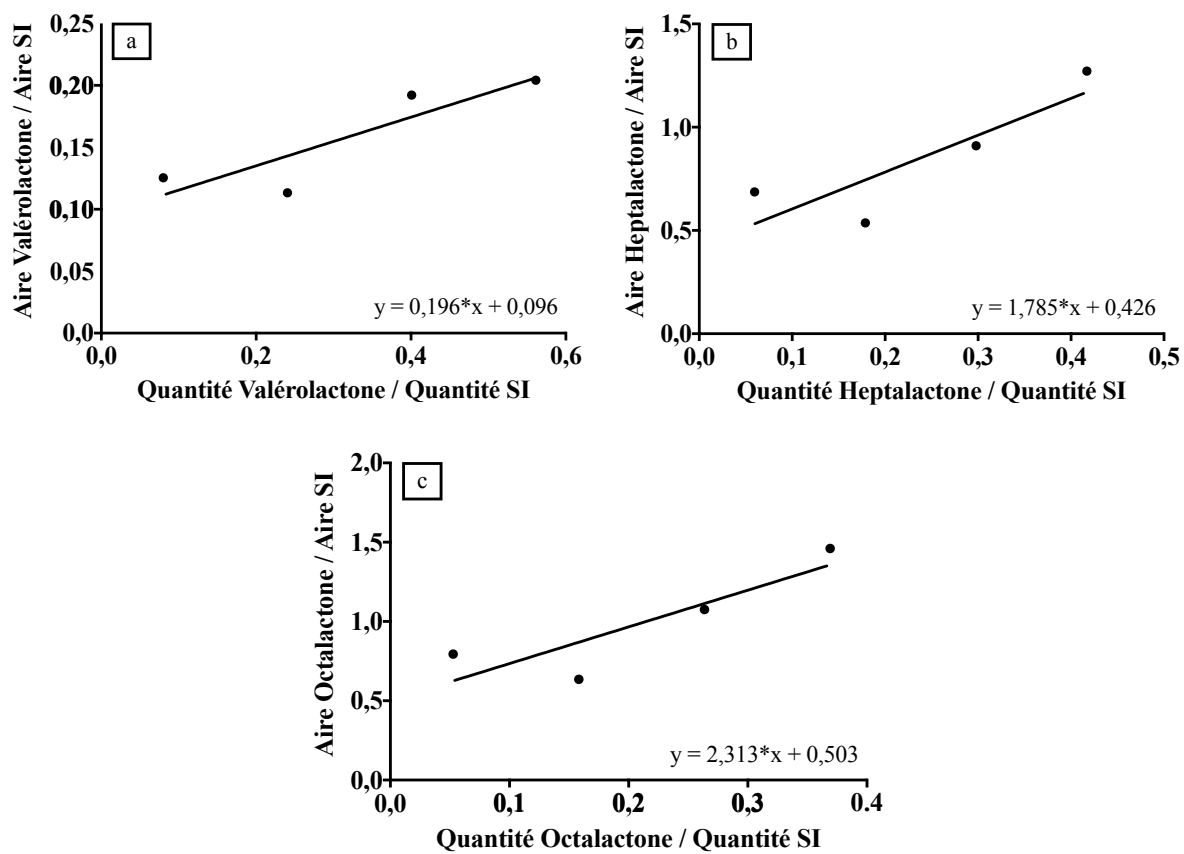 a
Aire Valérolactone / Aire SI
0,25
0,20
0,15
0,10
0,05
0,0
0,0 0,2 0,4 0,6
y = 0,196*x + 0,096
Quantité Valérolactone / Quantité SI
b
Aire Heptalactone / Aire SI
1,5
1,0
0,5
0,0
0,0 0,1 0,2 0,3 0,4 0,5
y = 1,785*x + 0,426
Quantité Heptalactone / Quantité SI
c
Aire Octalactone / Aire SI
2,0
1,5
1,0
0,5
0,0
0,0 0,1 0,2 0,3 0.4
y = 2,313*x + 0,503
Quantité Octalactone / Quantité SI